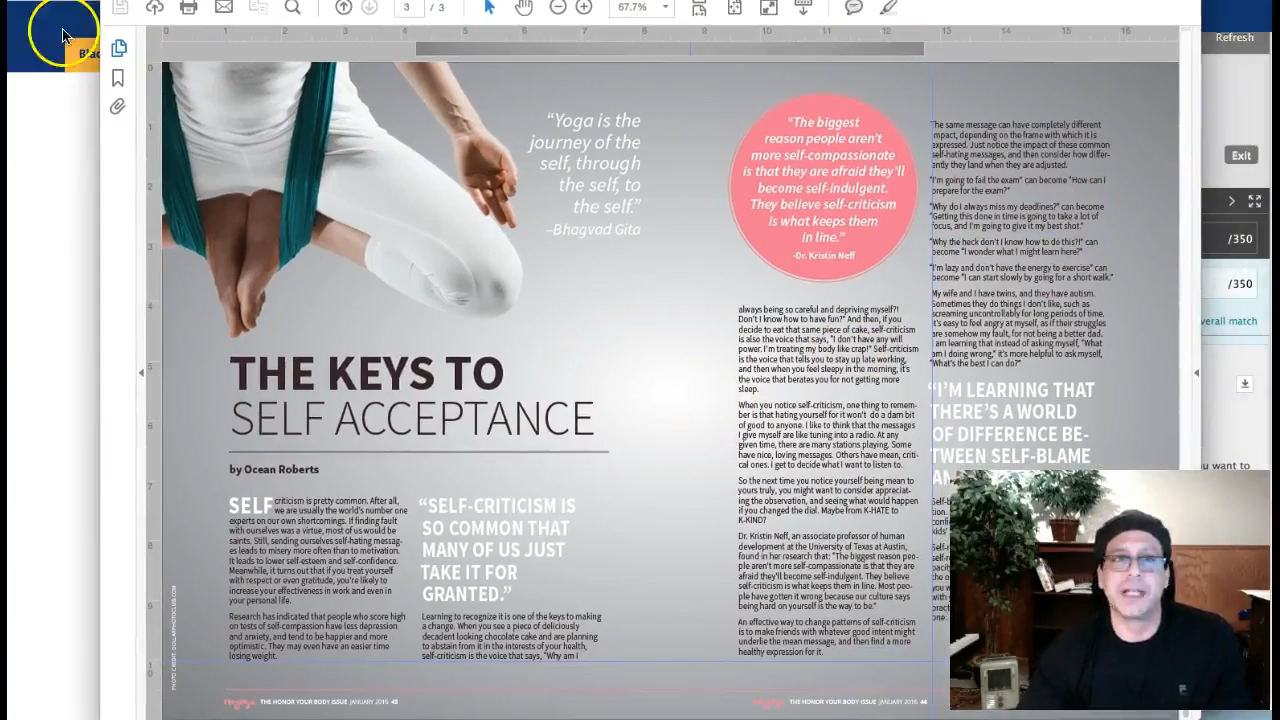 3 / 3
67.7%
0 1 2 3 4 5 6 7 8 9 10 11 12 13 14 15 16
Refresh
Exit
/350
/350
verall match
ou want to
Blac
“Yoga is the
journey of the
self, through
the self, to
the self.”
–Bhagvad Gita
THE KEYS TO
SELF ACCEPTANCE
by Ocean Roberts
SELF criticism is pretty common. After all,
we are usually the world's number one
experts on our own shortcomings. If finding fault
with ourselves was a virtue, most of us would be
saints. Still, sending ourselves self-hating messag-
es leads to misery more often than to motivation.
It leads to lower self-esteem and self-confidence.
Meanwhile, it turns out that if you treat yourself
with respect or even gratitude, you're likely to
increase your effectiveness in work and even in
your personal life.
Research has indicated that people who score high
on tests of self-compassion have less depression
and anxiety, and tend to be happier and more
optimistic. They may even have an easier time
losing weight.
“SELF-CRITICISM IS
SO COMMON THAT
MANY OF US JUST
TAKE IT FOR
GRANTED.”
Learning to recognize it is one of the keys to making
a change. When you see a piece of deliciously
decadent looking chocolate cake and are planning
to abstain from it in the interests of your health,
self-criticism is the voice that says, “Why am I
PHOTO CREDIT: DOLLARPHOTOCLUB.COM
THE HONOR YOUR BODY ISSUE JANUARY 2016 45
“The biggest
reason people aren't
more self-compassionate
is that they are afraid they'll
become self-indulgent.
They believe self-criticism
is what keeps them
in line.”
-Dr. Kristin Neff
always being so careful and depriving myself?!
Don't I know how to have fun?” And then, if you
decide to eat that same piece of cake, self-criticism
is also the voice that says, “I don't have any will
power. I'm treating my body like crap!” Self criticism
is the voice that tells you to stay up late working,
and then when you feel sleepy in the morning, it's
the voice that berates you for not getting more
sleep.
When you notice self-criticism, one thing to remem-
ber is that hating yourself for it won't do a darn bit
of good to anyone. I like to think that the messages
I give myself are like tuning into a radio. At any
given time, there are many stations playing. Some
have nice, loving messages. Others have mean, criti-
cal ones. I get to decide what I want to listen to.
So the next time you notice yourself being mean to
yours truly, you might want to consider appreciat-
ing the observation, and seeing what would happen
if you changed the dial. Maybe from K-HATE to
K-KIND?
Dr. Kristin Neff, an associate professor of human
development at the University of Texas at Austin,
found in her research that: “The biggest reason peo-
ple aren't more self-compassionate is that they are
afraid they'll become self-indulgent. They believe
self-criticism is what keeps them in line. Most peo-
ple have gotten it wrong because our culture says
being hard on yourself is the way to be.”
An effective way to change patterns of self-criticism
is to make friends with whatever good intent might
underlie the mean message, and then find a more
healthy expression for it.
THE HONOR YOUR BODY ISSUE JANUARY 2016 46
The same message can have completely different
impact, depending on the frame with which it is
expressed. Just notice the impact of these common
self-hating messages, and then consider how differ-
ently they land when they are adjusted.
“I'm going to fail the exam” can become “How can I
prepare for the exam?”
“Why do I always miss my deadlines?” can become
“Getting this done in time is going to take a lot of
focus, and I'm going to give it my best shot.”
“Why the heck don't I know how to do this?!” can
become “I wonder what I might learn here?”
“I'm lazy and don't have the energy to exercise” can
become “I can start slowly by going for a short walk.”
My wife and I have twins, and they have autism.
Sometimes they do things I don't like, such as
screaming uncontrollably for long periods of time.
It's easy to feel angry at myself, as if their struggles
are somehow my fault, for not being a better dad.
I am learning that instead of asking myself, “What
am I doing wrong,” it's more helpful to ask myself,
“What's the best I can do?”
“I'M LEARNING THAT
THERE'S A WORLD
OF DIFFERENCE BE-
TWEEN SELF-BLAME